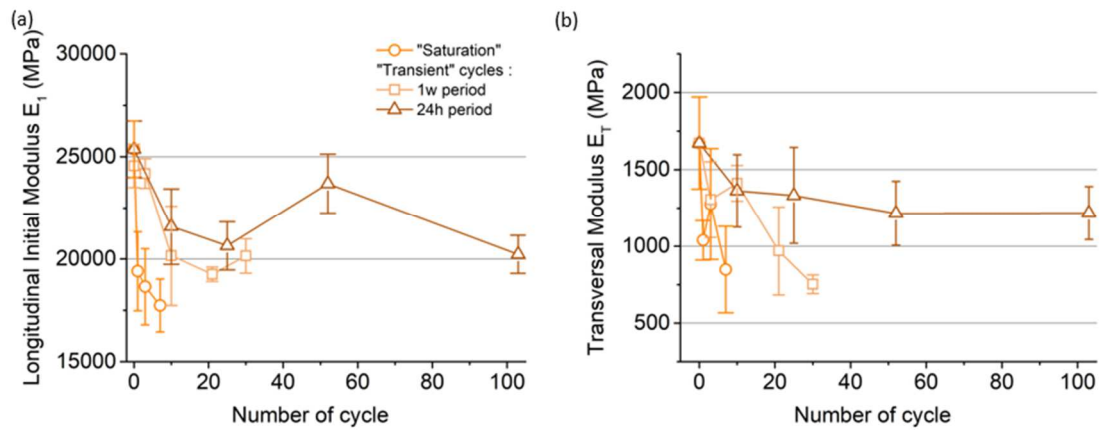 (a)
Longitudinal Initial Modulus E1 (MPa)
30000
25000
20000
15000
0
20
40
60
80
100
Number of cycle
"Saturation"
"Transient" cycles :
1w period
24h period
(b)
Transversal Modulus ET (MPa)
2000
1500
1000
500
0
20
40
60
80
100
Number of cycle